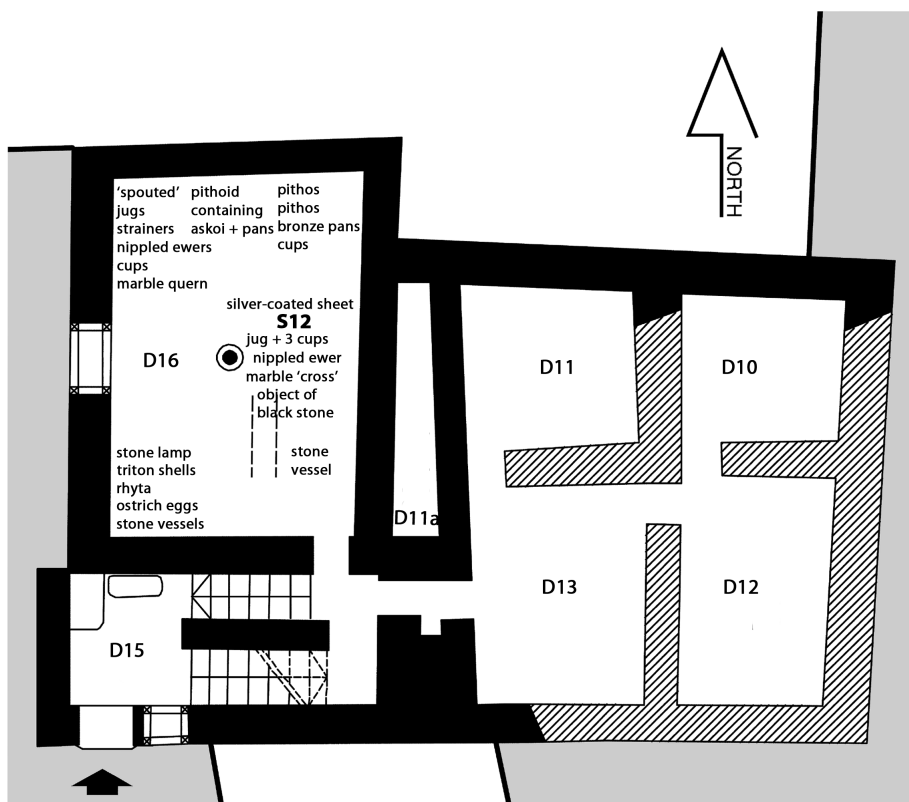 NORTH
'spouted'
jugs
strainers
nippled ewers
cups
marble quern
pithoid
containing
askoi + pans
pithos
pithos
bronze pans
cups
silver-coated sheet
S12
jug + 3 cups
nippled ewer
marble 'cross'
object of
black stone
D16
stone lamp
triton shells
rhyta
ostrich eggs
stone vessels
stone
vessel
D11a
D11
D10
D13
D12
D15